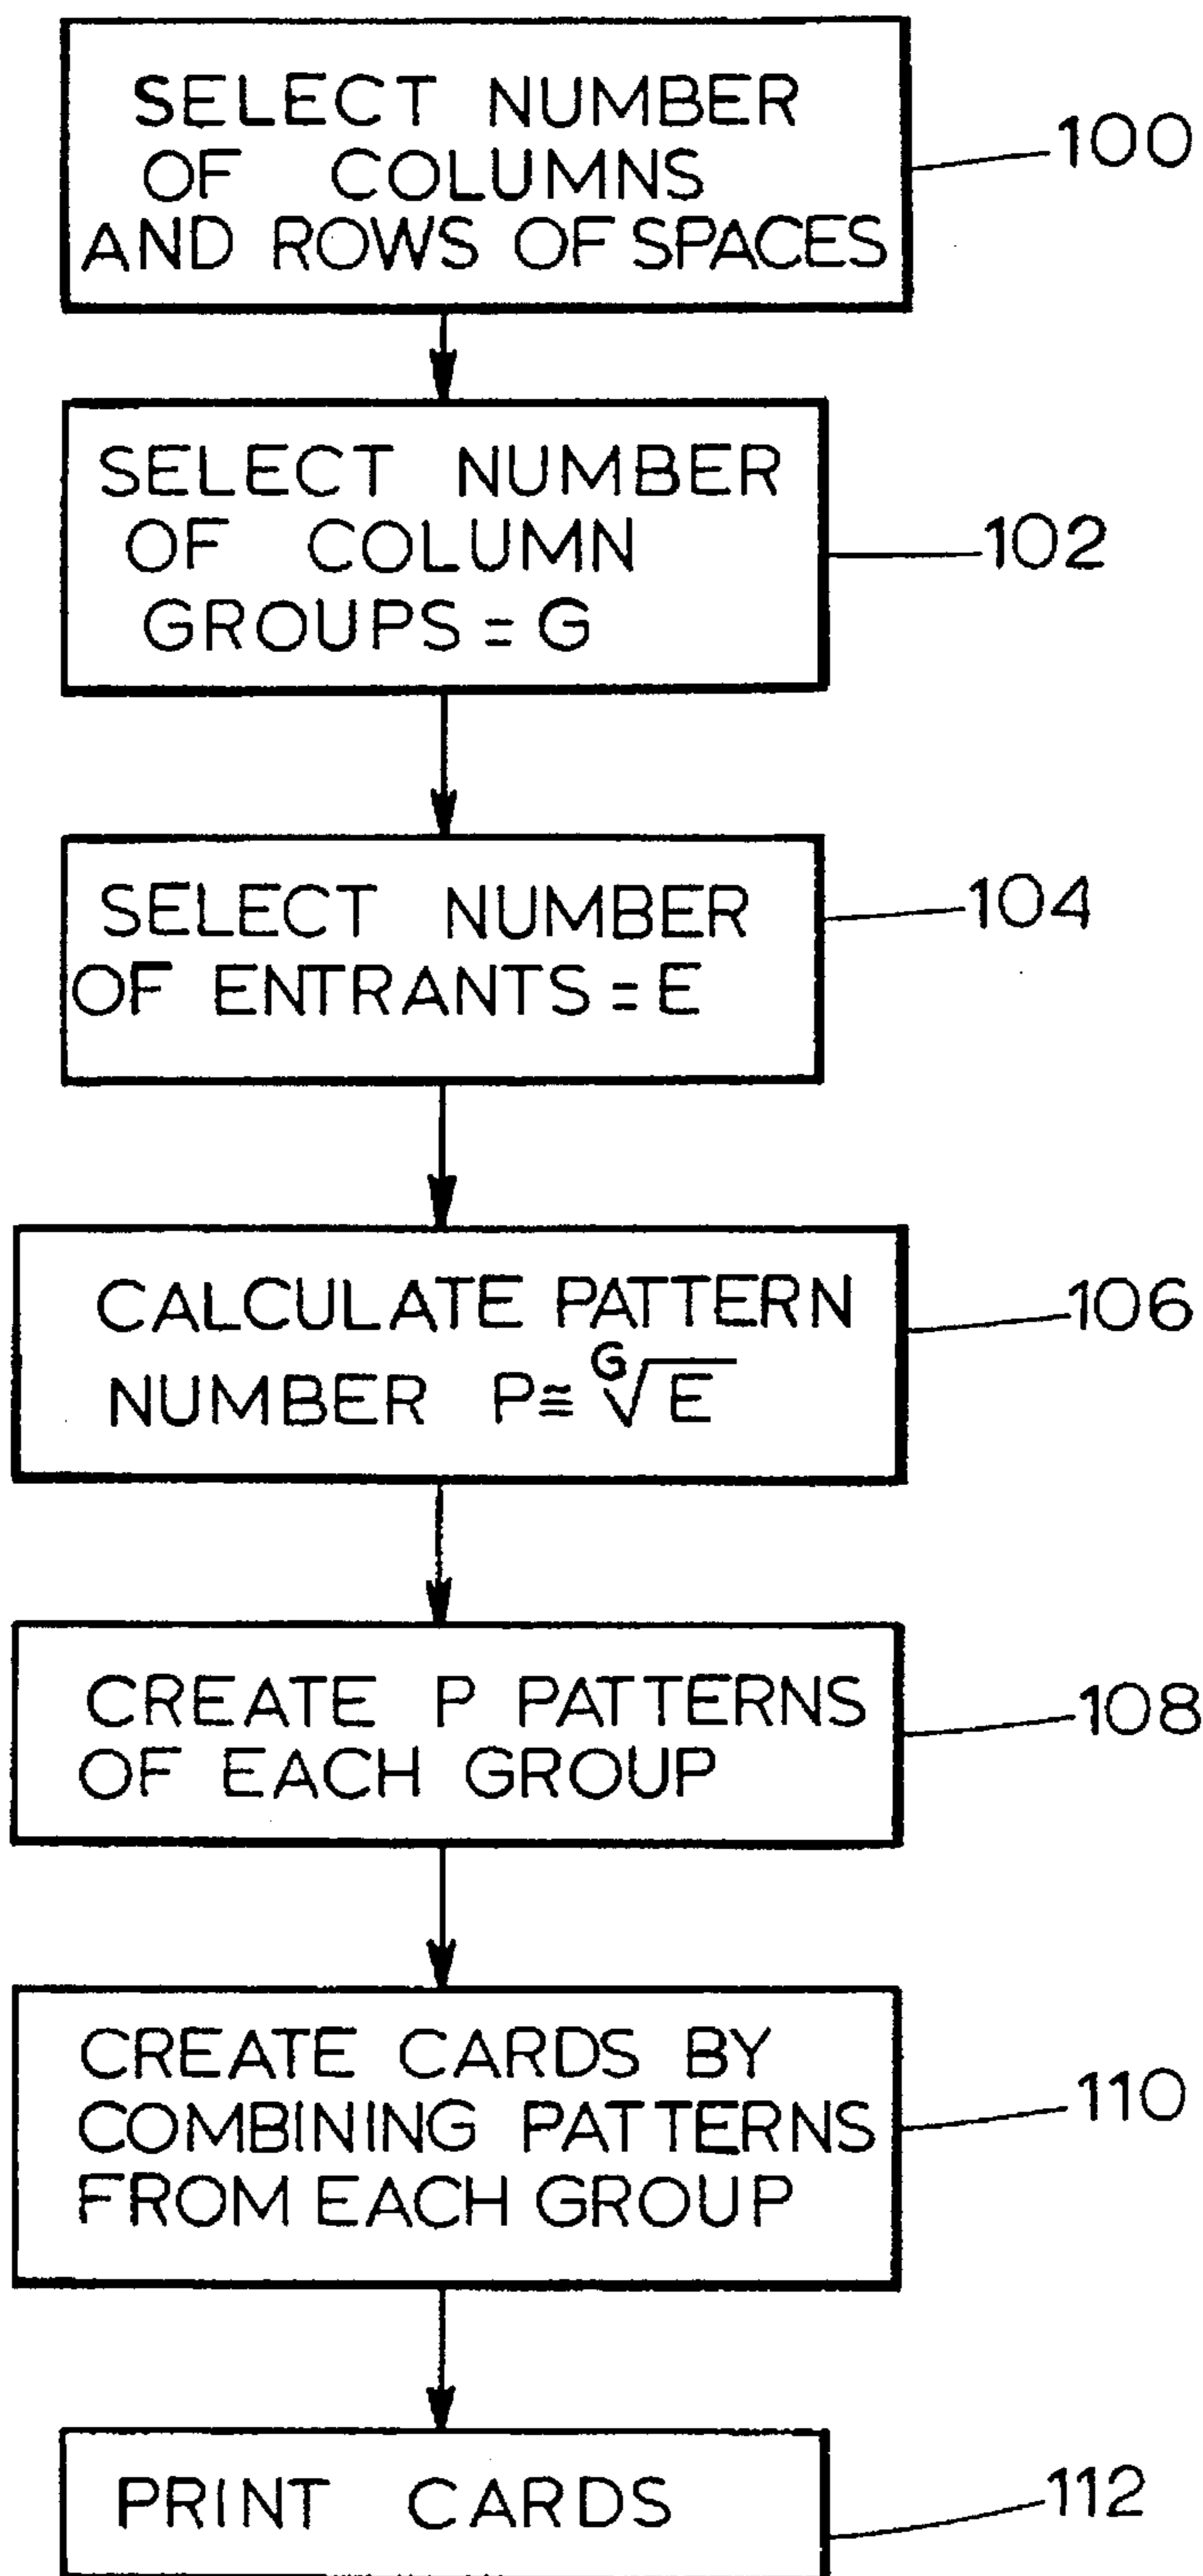 SELECT NUMBER
OF COLUMNS
AND ROWS OF SPACES
100
SELECT NUMBER
OF COLUMN
GROUPS = G
102
SELECT NUMBER
OF ENTRANTS = E
104
CALCULATE PATTERN
NUMBER P≅ ᴳ√E
106
CREATE P PATTERNS
OF EACH GROUP
108
CREATE CARDS BY
COMBINING PATTERNS
FROM EACH GROUP
110
PRINT CARDS
112